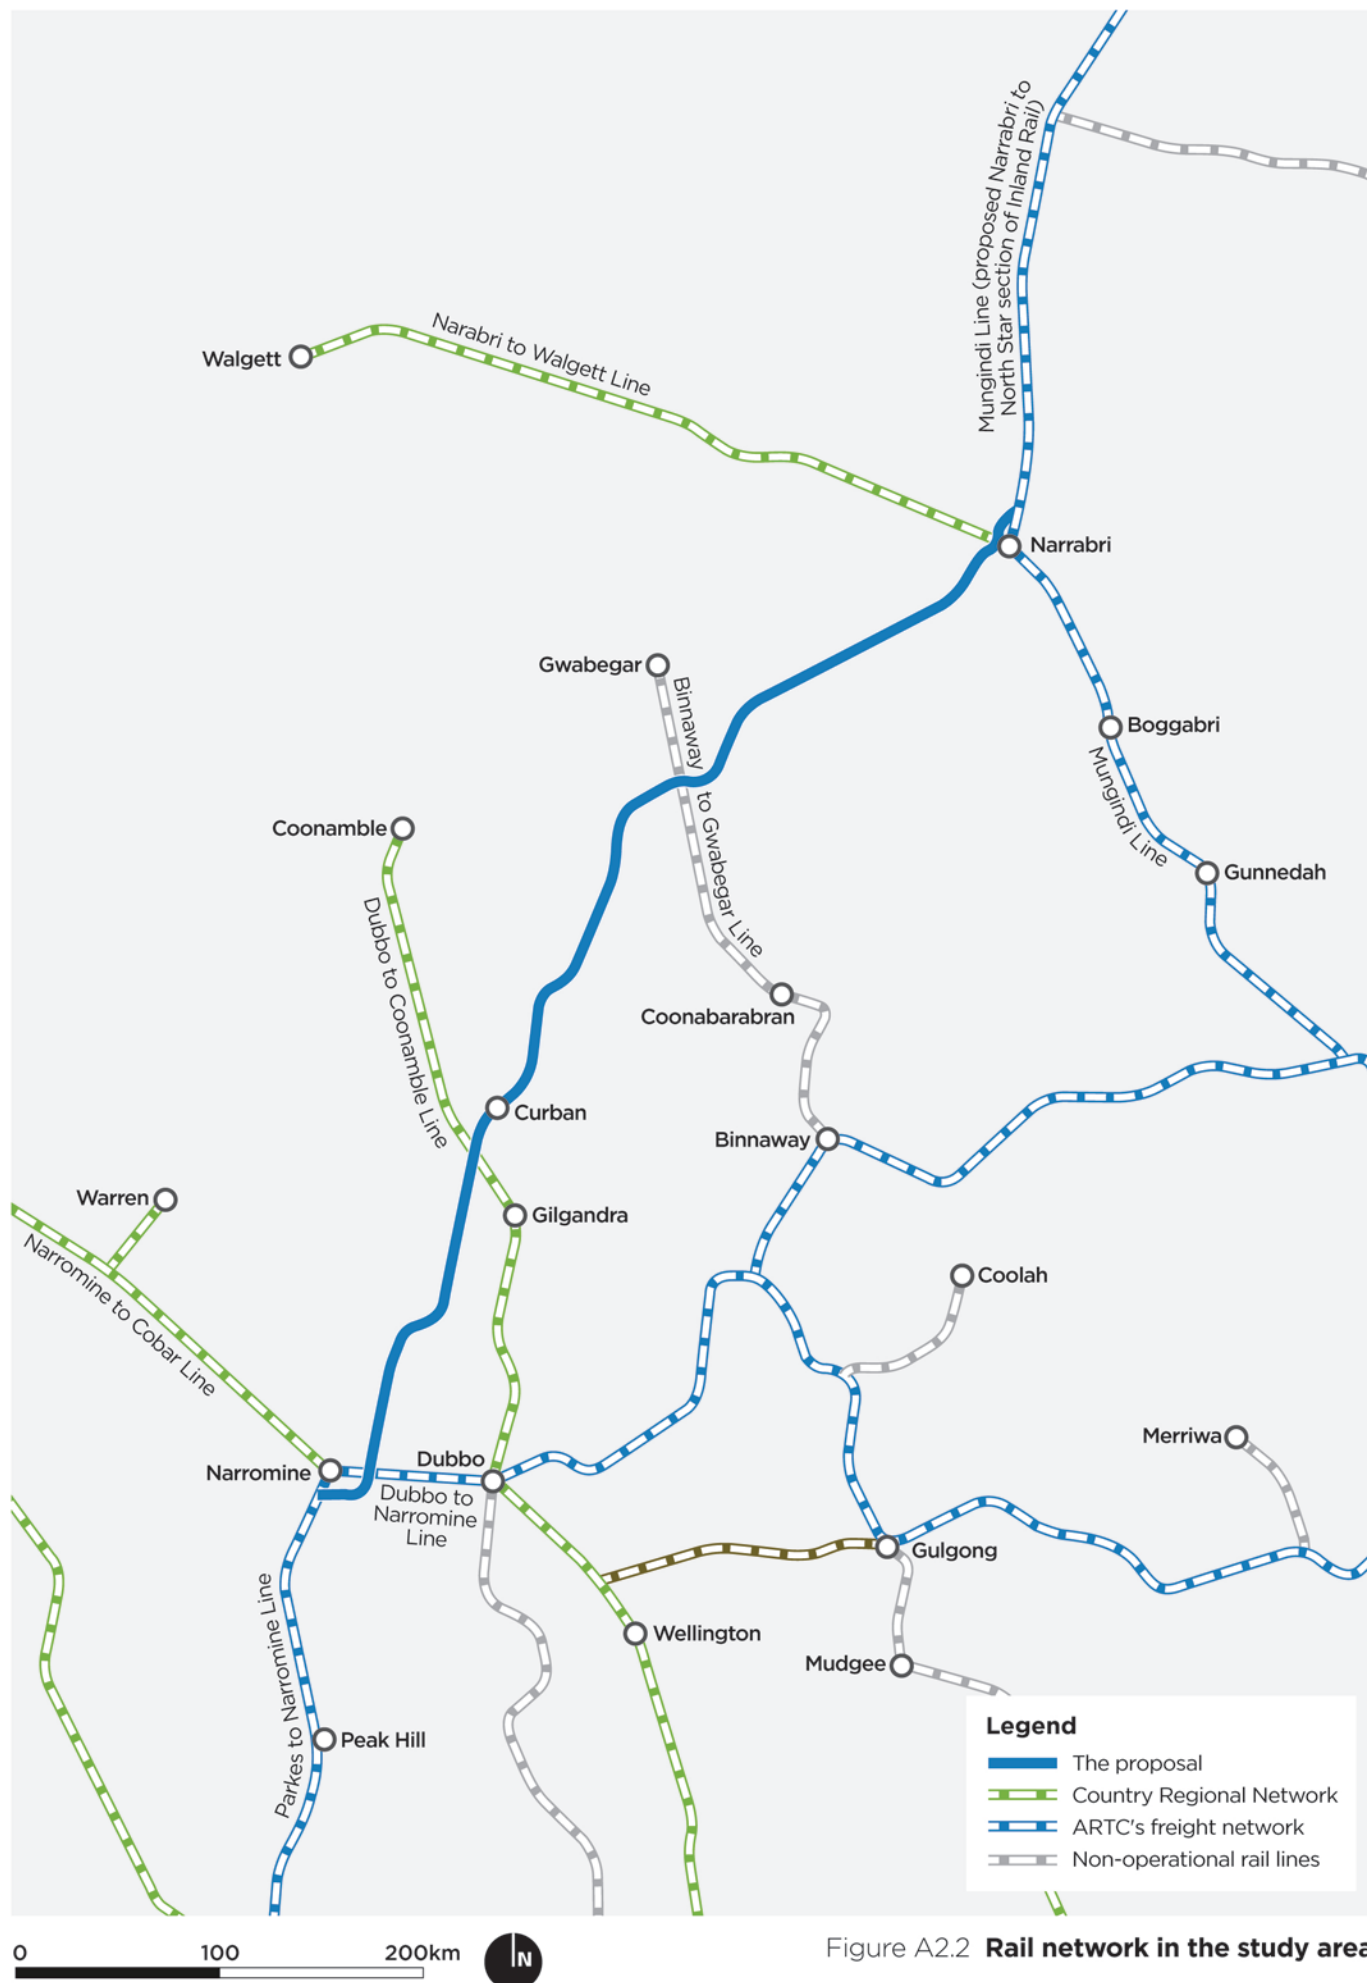 Mungindi Line (proposed Narrabri to
North Star section of Inland Rail)
Walgett
Narabri to Walgett Line
Narrabri
Gwabegar
Binnaway to Gwabegar Line
Boggabri
Mungindi Line
Coonamble
Gunnedah
Dubbo to Coonamble Line
Coonabarabran
Curban
Binnaway
Warren
Gilgandra
Narromine to Cobar Line
Coolah
Merriwa
Narromine
Dubbo
Dubbo to
Narromine
Line
Gulgong
Parkes to Narromine Line
Wellington
Mudgee
Peak Hill
Legend
The proposal
Country Regional Network
ARTC's freight network
Non-operational rail lines
0 100 200km
N
Figure A2.2 Rail network in the study area